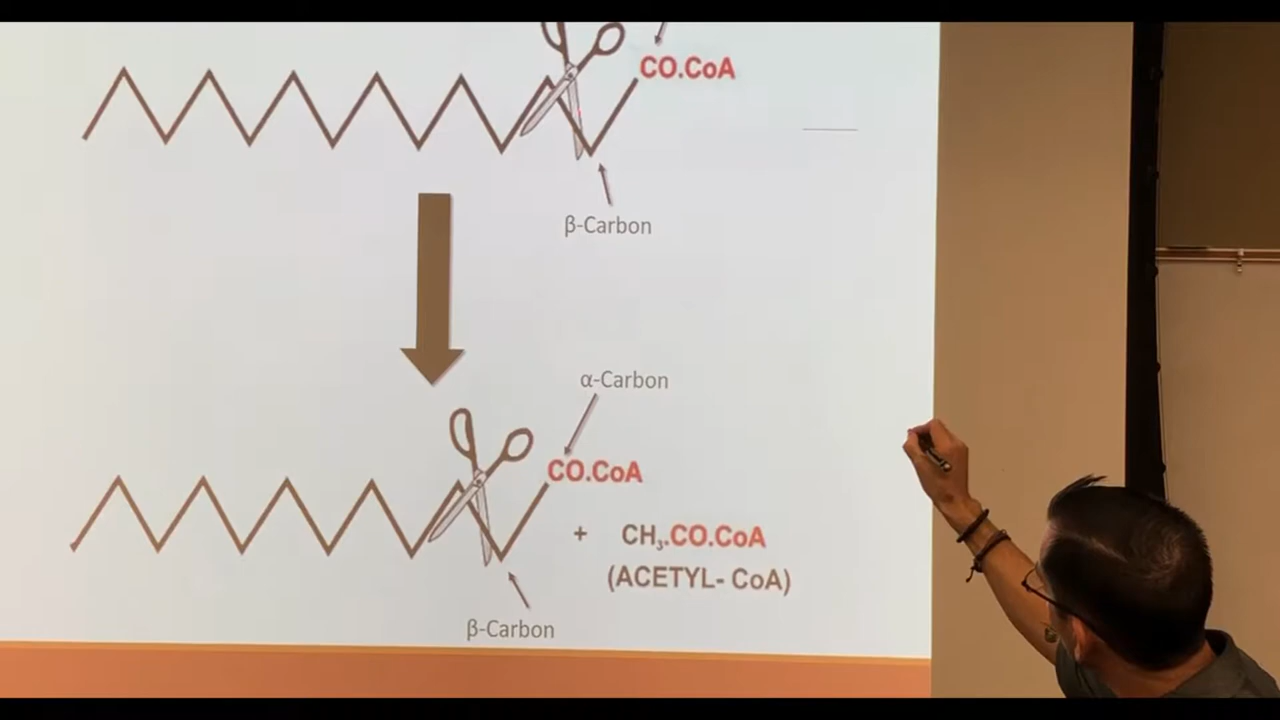 CO.CoA
β-Carbon
α-Carbon
CO.CoA
+ CH₃.CO.CoA
(ACETYL- CoA)
β-Carbon